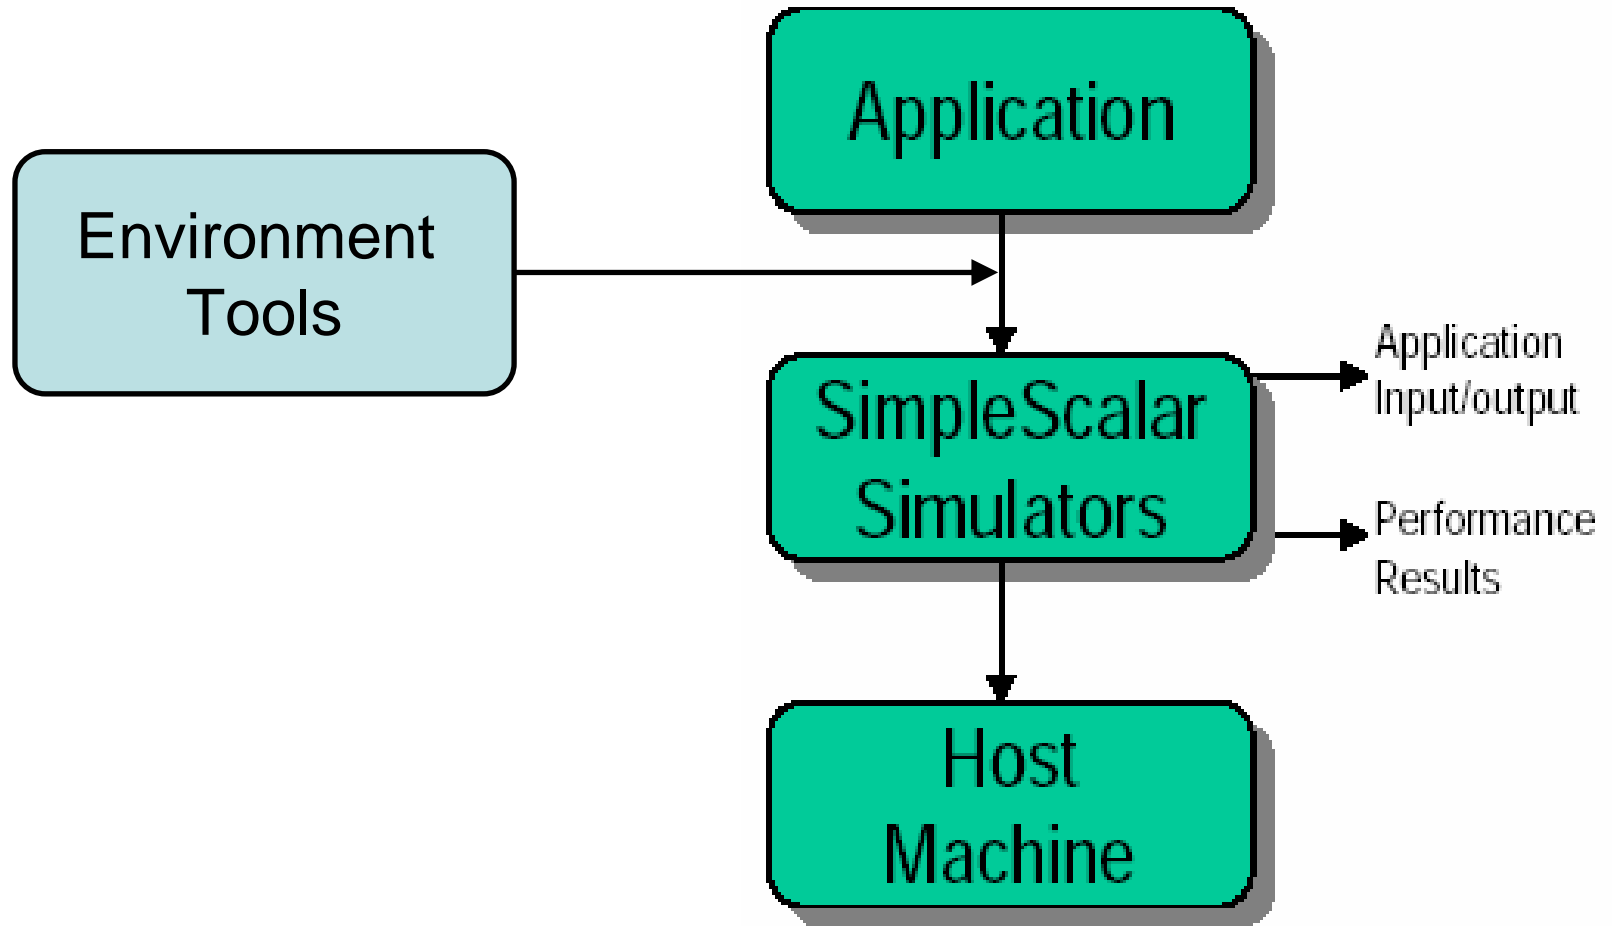 Application
Environment
Tools
SimpleScalar
Simulators
Application
Input/output
Performance
Results
Host
Machine